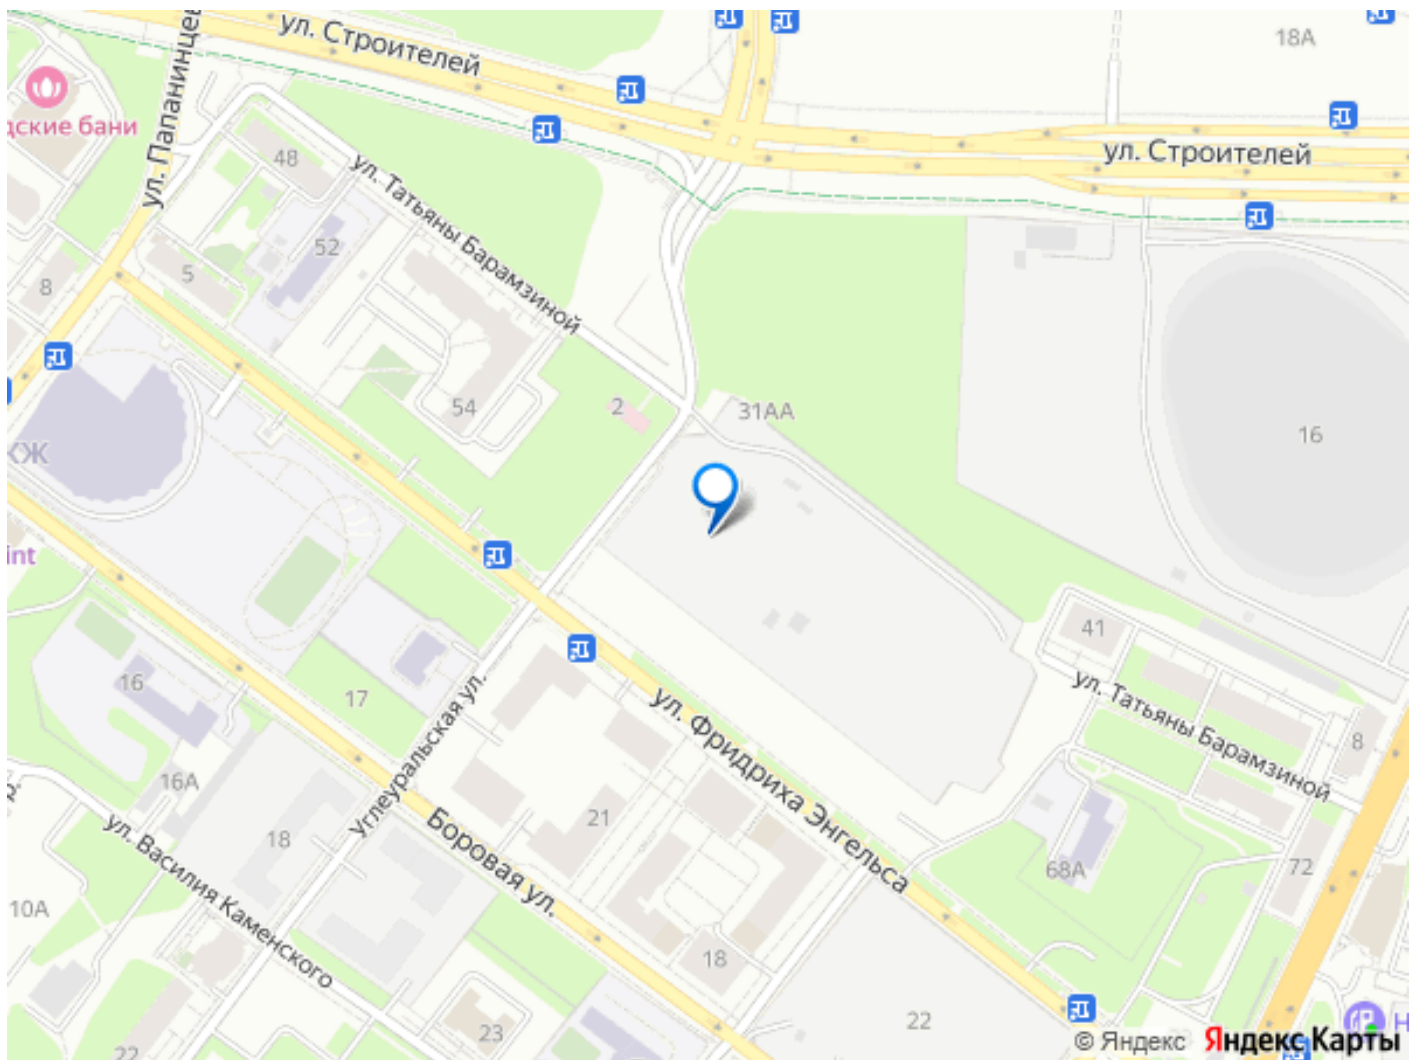 18А
ул. Строителей
ул. Папанинцев
дские бани
ул. Строителей
48
ул. Татьяны Барамзиной
52
5
8
54
2
31АА
16
КЖ
int
41
ул. Татьяны Барамзиной
16
17
8
ул. Фридриха Энгельса
Углеуральская ул.
16А
21
18
Боровая ул.
ул. Василия Каменского
68А
72
10А
18
22
23
22
© Яндекс Яндекс Карты